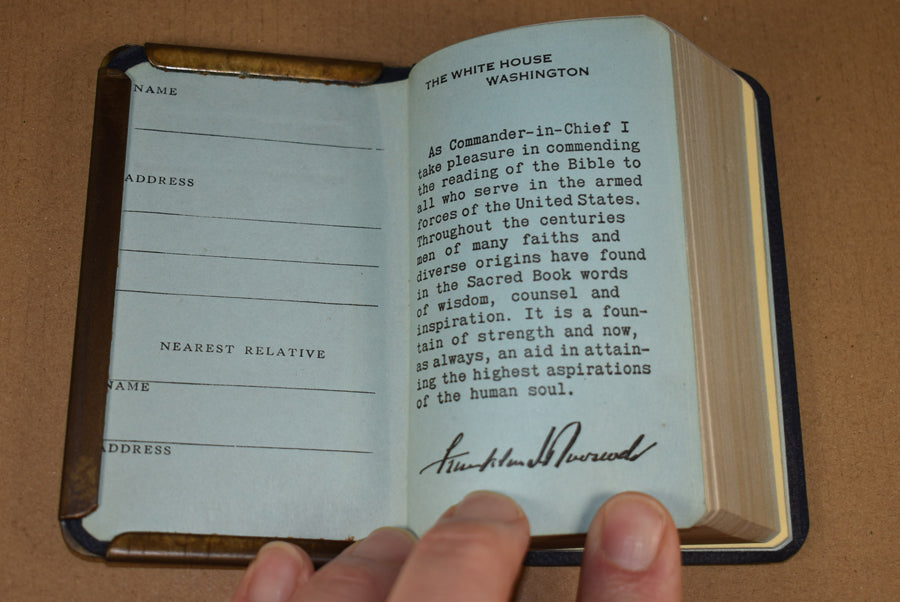 NAME
ADDRESS
NEAREST RELATIVE
NAME
ADDRESS
THE WHITE HOUSE
WASHINGTON
As Commander-in-Chief I
take pleasure in commending
the reading of the Bible to
all who serve in the armed
forces of the United States.
Throughout the centuries
men of many faiths and
diverse origins have found
in the Sacred Book words
of wisdom, counsel and
inspiration. It is a foun-
tain of strength and now,
as always, an aid in attain-
ing the highest aspirations
of the human soul.
Franklin D Roosevelt